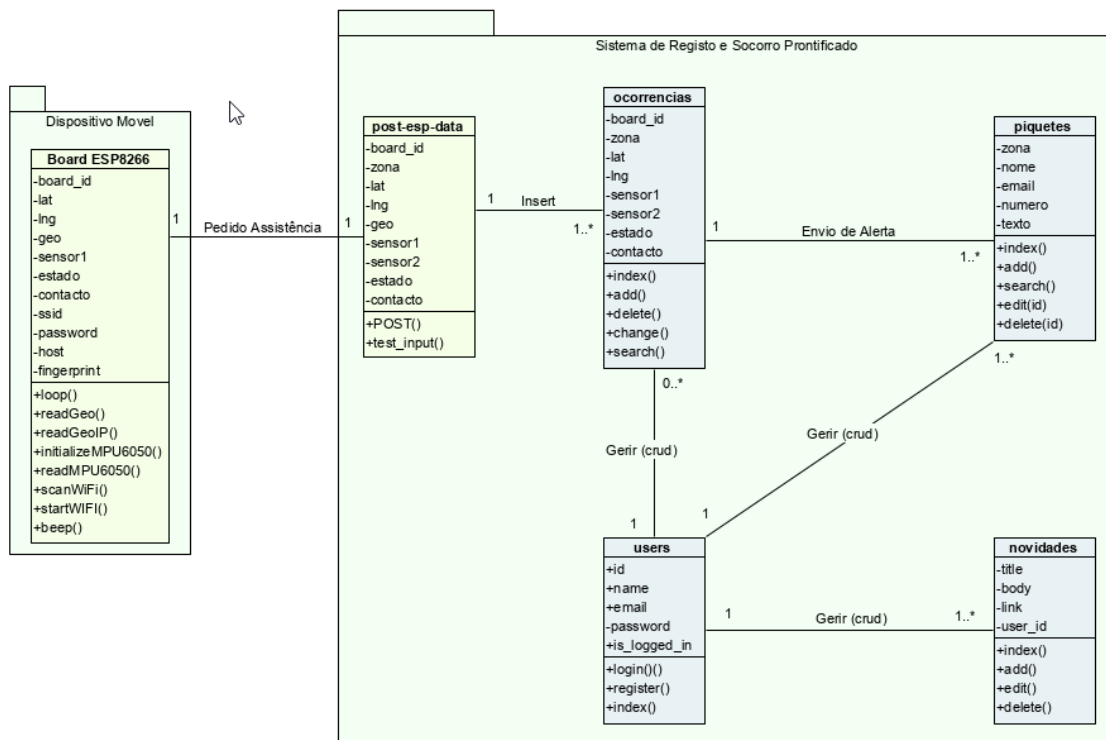 Sistema de Registo e Socorro Prontificado
Dispositivo Movel
Board ESP8266
-board_id
-lat
-lng
-geo
-sensor1
-estado
-contacto
-ssid
-password
-host
-fingerprint
+loop()
+readGeo()
+readGeoIP()
+initializeMPU6050()
+readMPU6050()
+scanWiFi()
+startWIFI()
+beep()
1
Pedido Assistência
1
post-esp-data
-board_id
-zona
-lat
-lng
-geo
-sensor1
-sensor2
-estado
-contacto
+POST()
+test_input()
1
Insert
1..*
ocorrencias
-board_id
-zona
-lat
-lng
-sensor1
-sensor2
-estado
-contacto
+index()
+add()
+delete()
+change()
+search()
1
Envio de Alerta
1..*
piquetes
-zona
-nome
-email
-numero
-texto
+index()
+add()
+search()
+edit(id)
+delete(id)
0..*
Gerir (crud)
1
1..*
Gerir (crud)
1
users
+id
+name
+email
-password
+is_logged_in
+login()()
+register()
+index()
1
Gerir (crud)
1..*
novidades
-title
-body
-link
-user_id
+index()
+add()
+edit()
+delete()